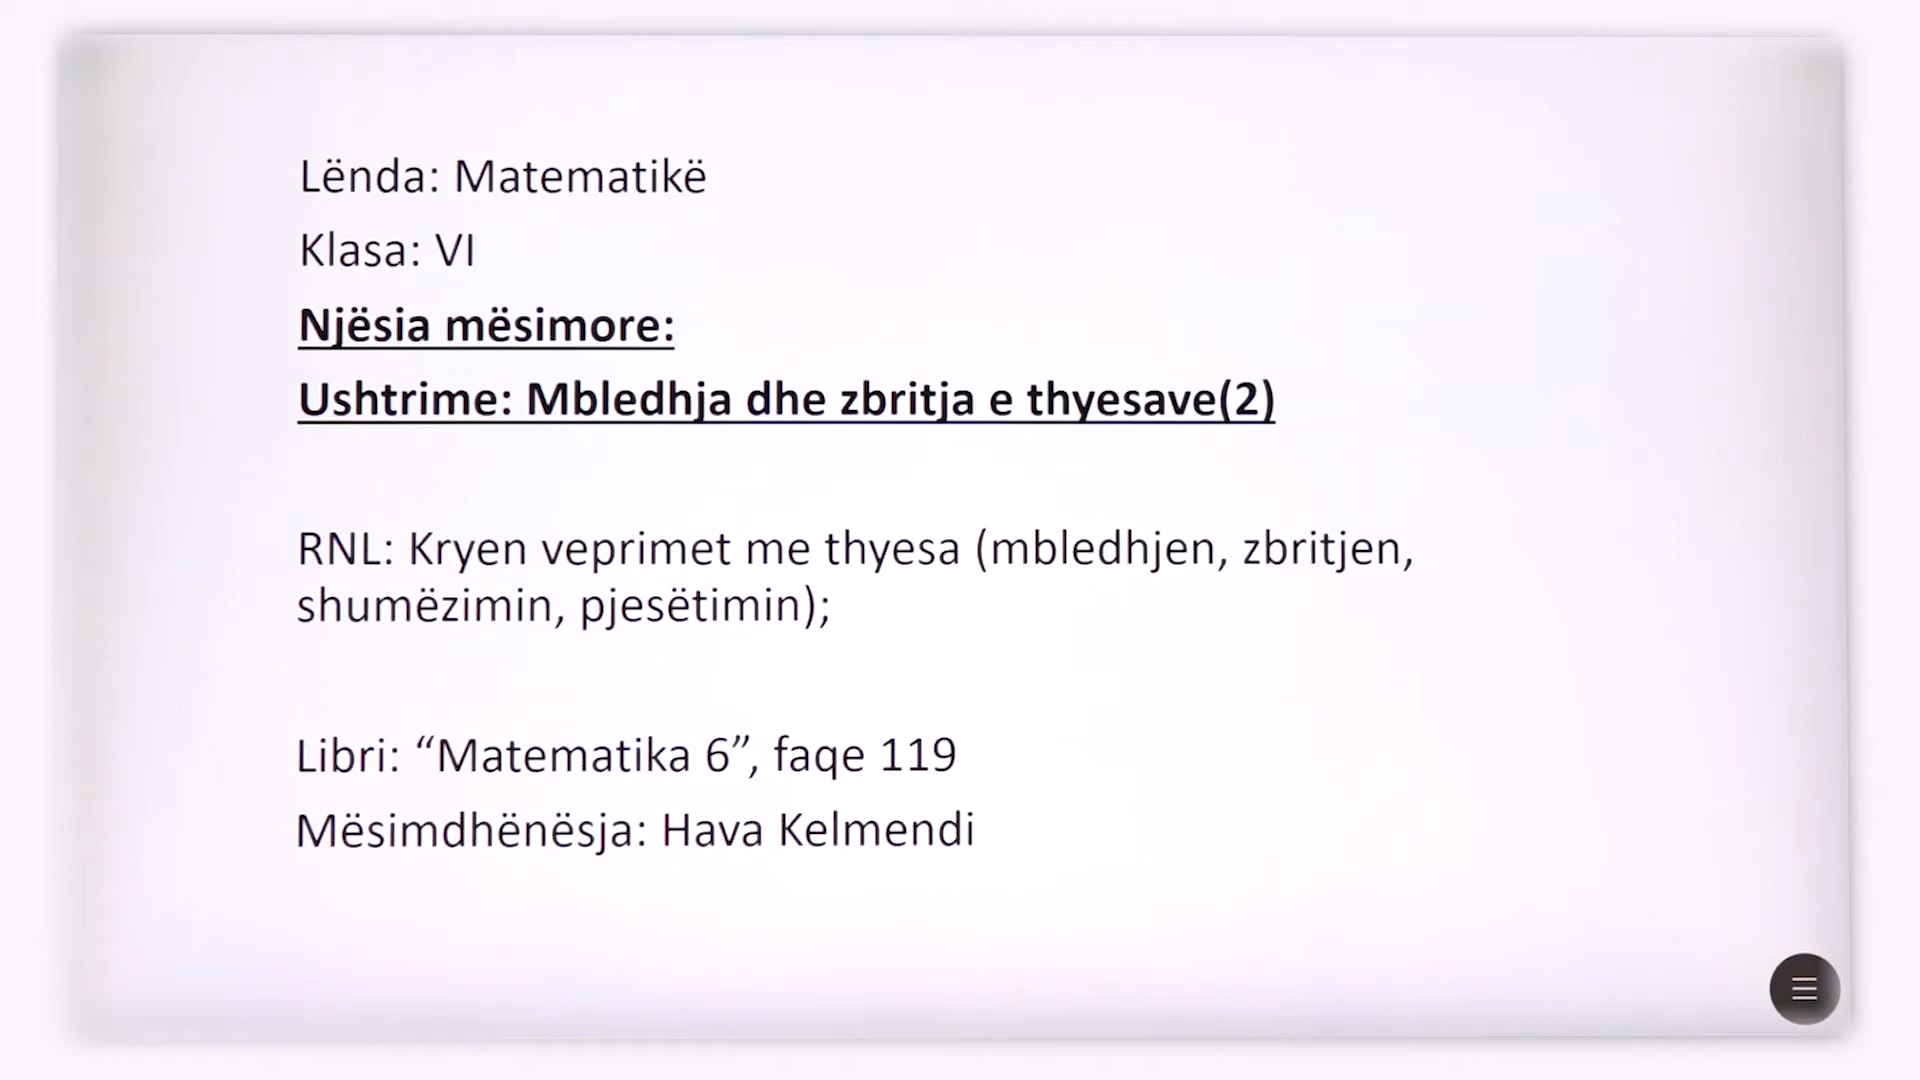 Lënda: Matematikë
Klasa: VI
Njësia mësimore:
Ushtrime: Mbledhja dhe zbritja e thyesave(2)
RNL: Kryen veprimet me thyesa (mbledhjen, zbritjen,
shumëzimin, pjesëtimin);
Libri: “Matematika 6”, faqe 119
Mësimdhënësja: Hava Kelmendi